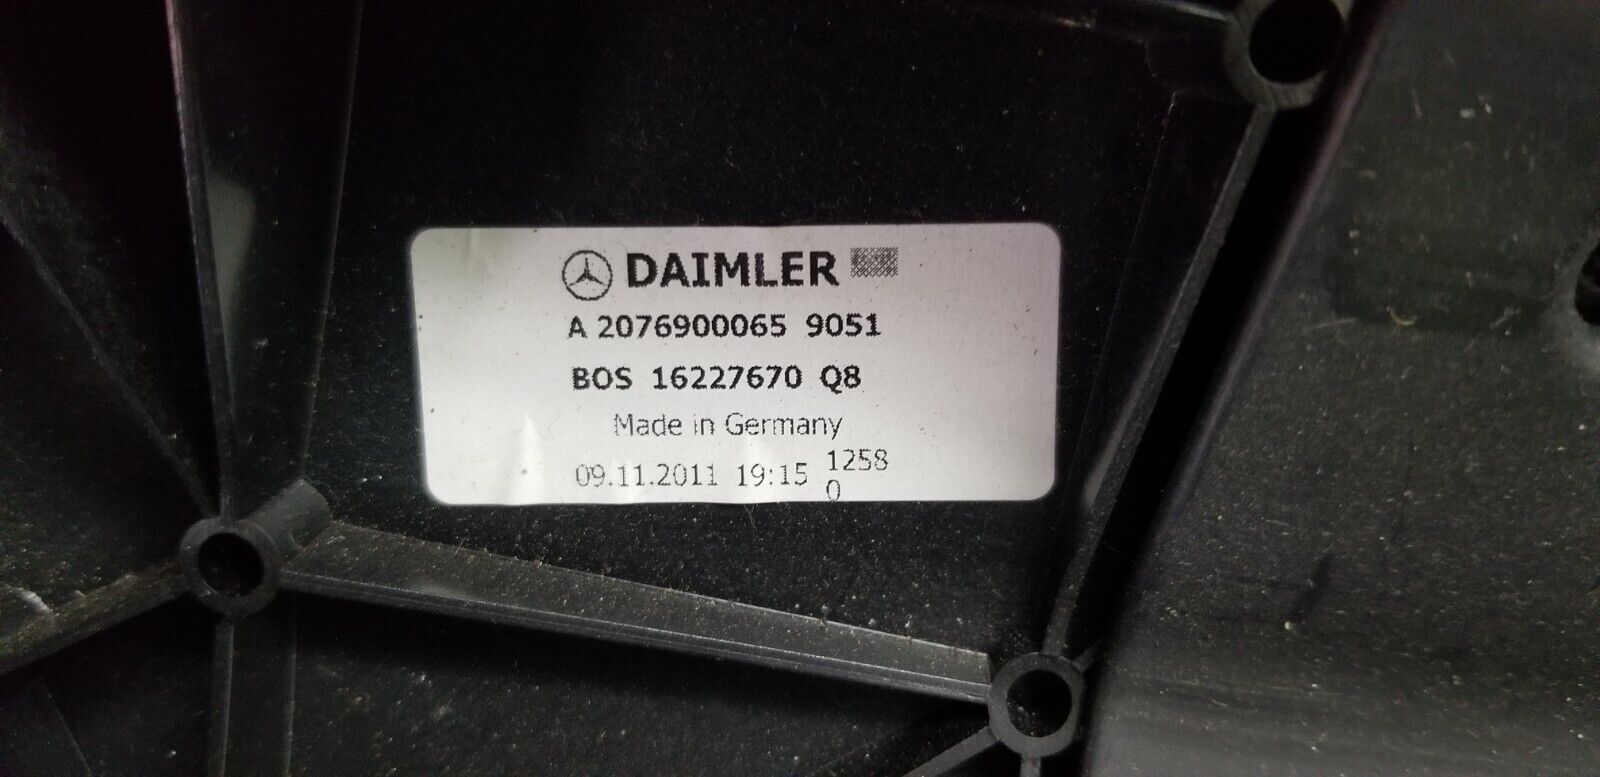 DAIMLER
A 2076900065 9051
BOS 16227670 Q8
Made in Germany
09.11.2011 19:15 1258
0